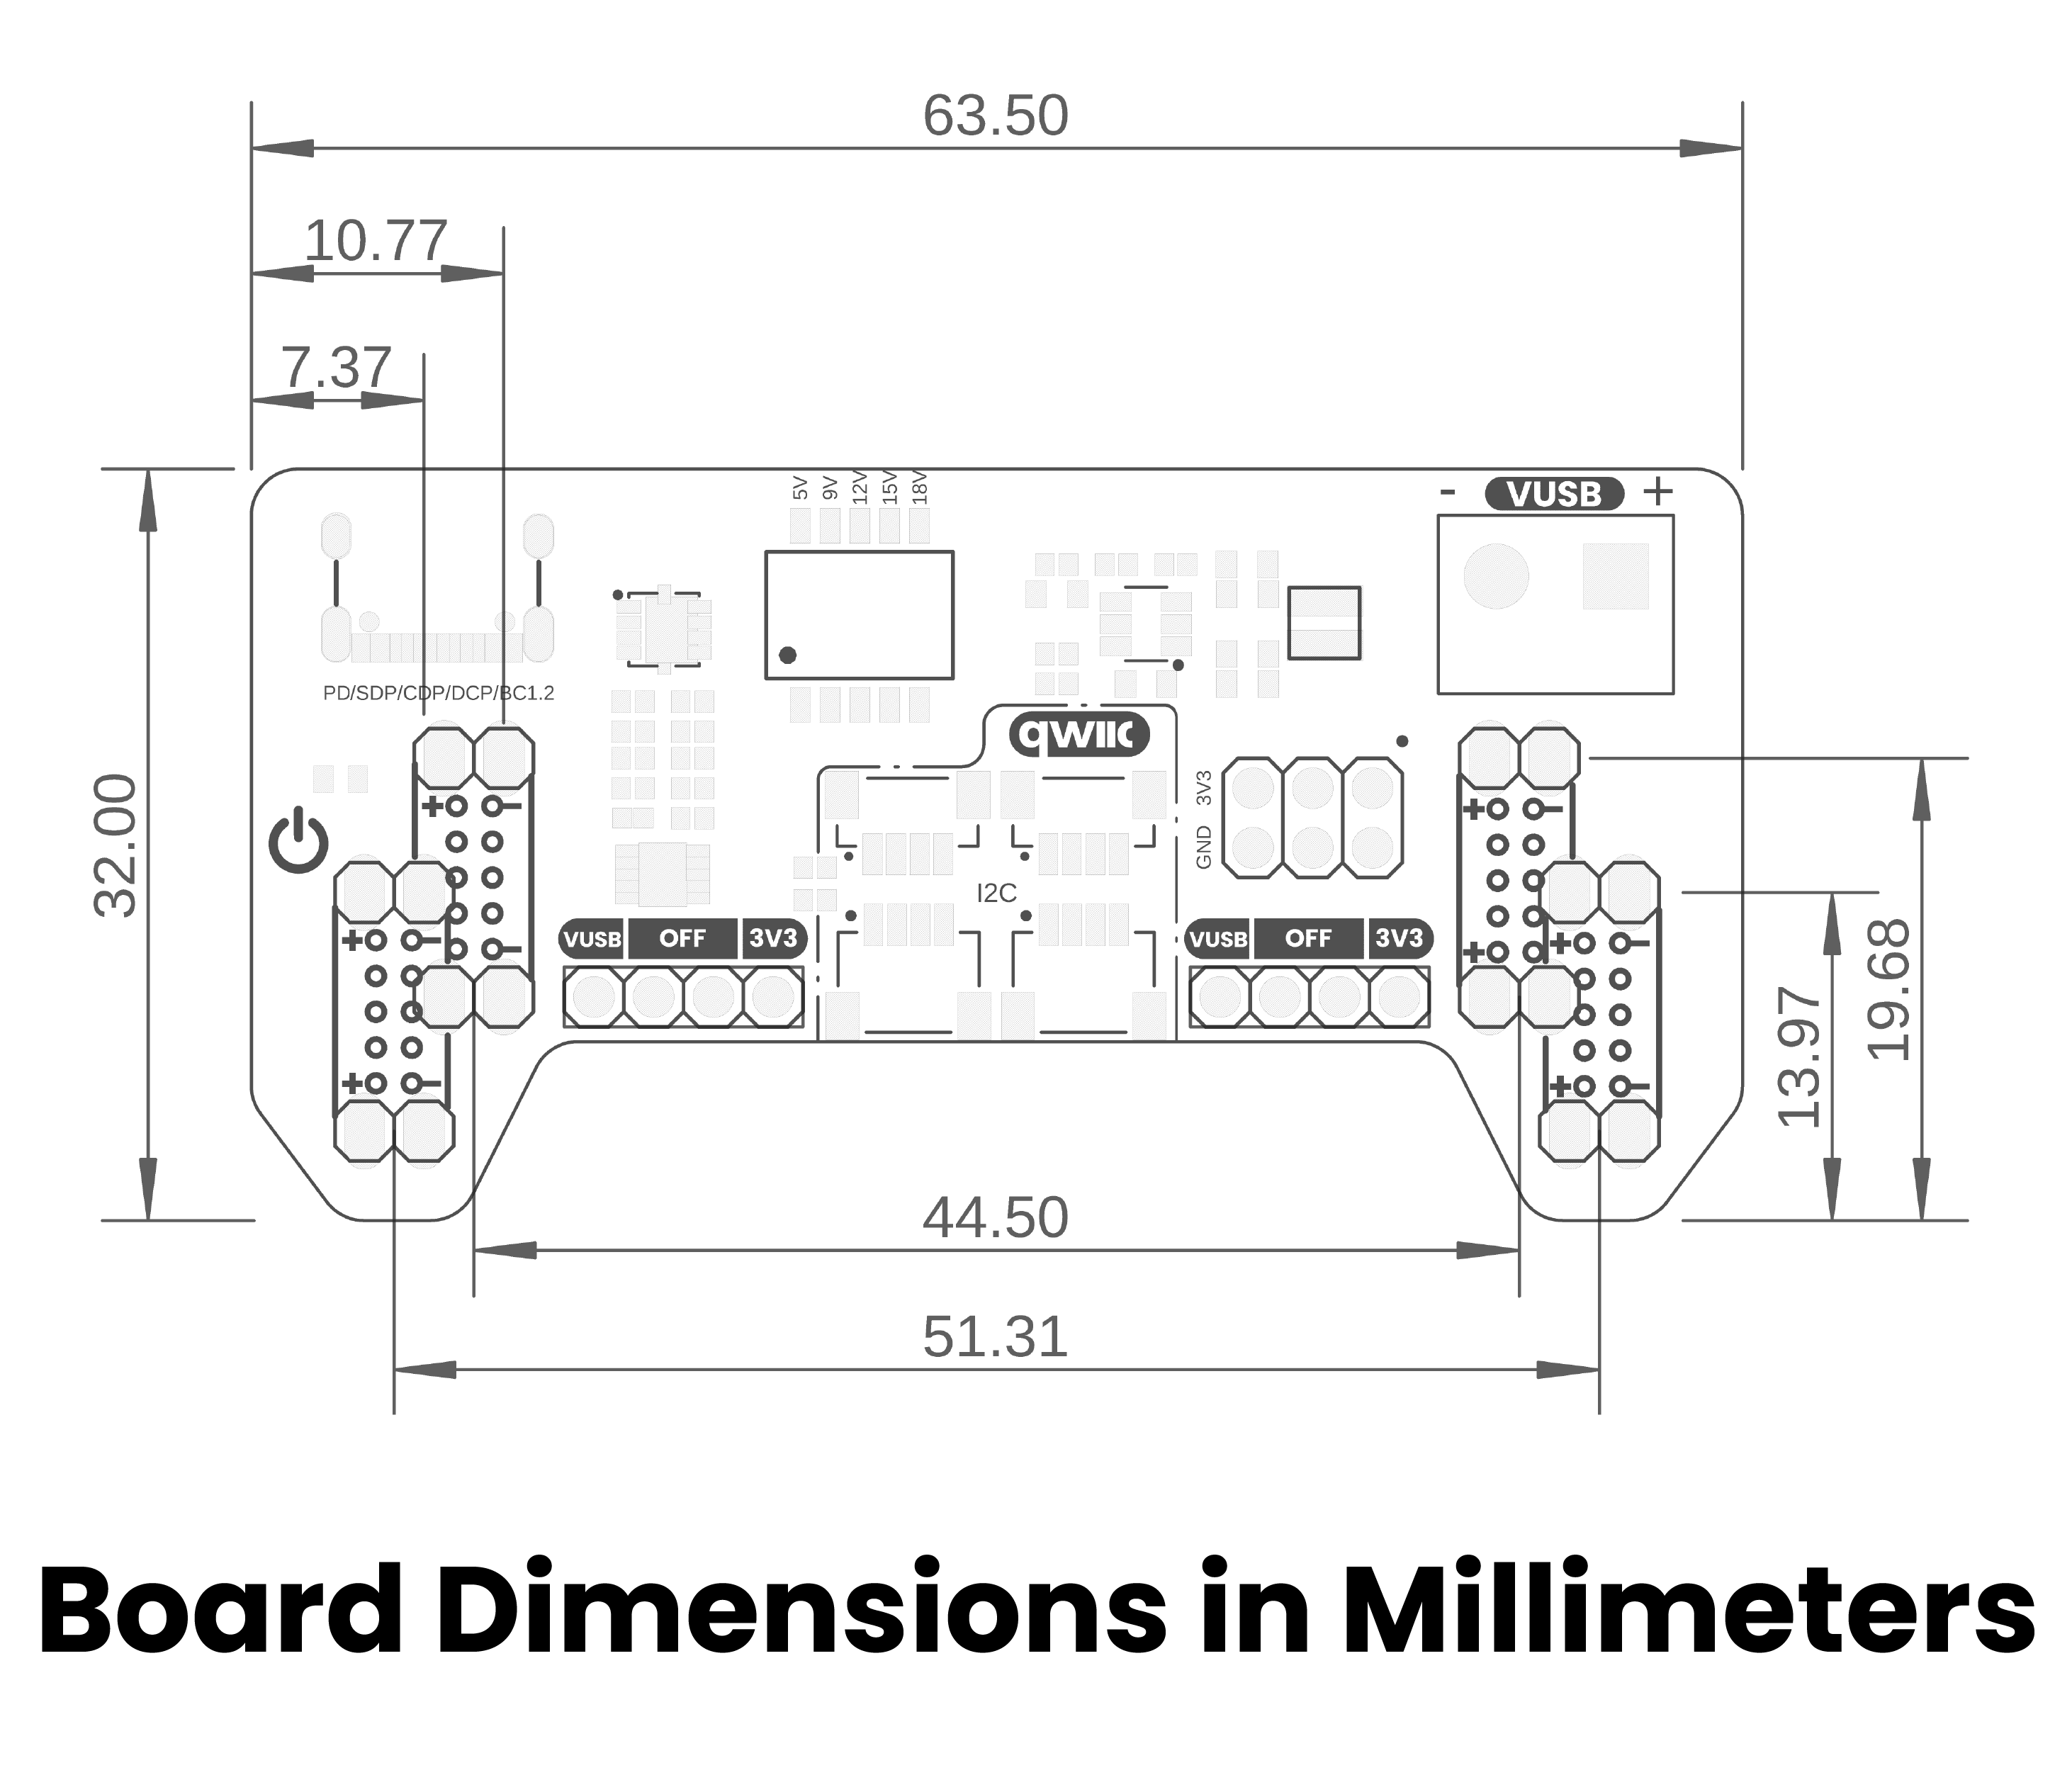 63.50
10.77
7.37
5V 9V 12V 15V 18V
- VUSB +
PD/SDP/CDP/DCP/BC1.2
qwiic
3V3
GND
32.00
+ -
+ -
I2C
VUSB OFF 3V3
VUSB OFF 3V3
+ -
+
+ -
+ -
+ -
19.68
13.97
44.50
51.31
Board Dimensions in Millimeters